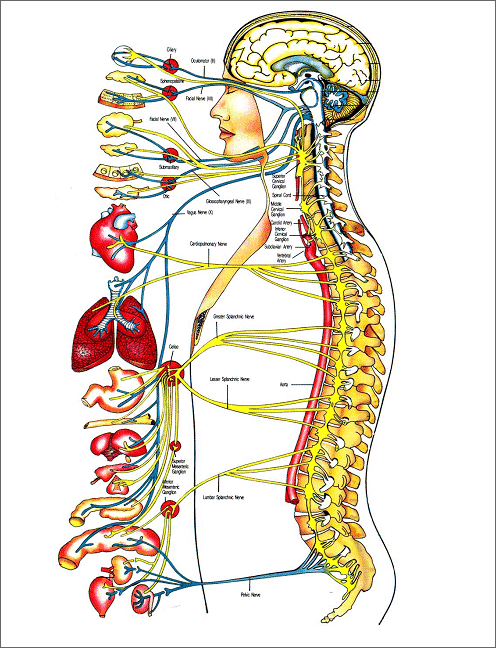 Ciliary
Oculomotor (III)
Sphenopalatine
Facial Nerve (VII)
Facial Nerve (VII)
Submaxillary
Glossopharyngeal Nerve (IX)
Otic
Vagus Nerve (X)
Superior
Cervical
Ganglion
Spinal Cord
Middle
Cervical
Ganglion
Carotid Artery
Inferior
Cervical
Ganglion
Subclavian Artery
Vertebral
Artery
Cardiopulmonary Nerve
Greater Splanchnic Nerve
Celiac
Lesser Splanchnic Nerve
Aorta
Superior
Mesenteric
Ganglion
Inferior
Mesenteric
Ganglion
Lumbar Splanchnic Nerve
Pelvic Nerve